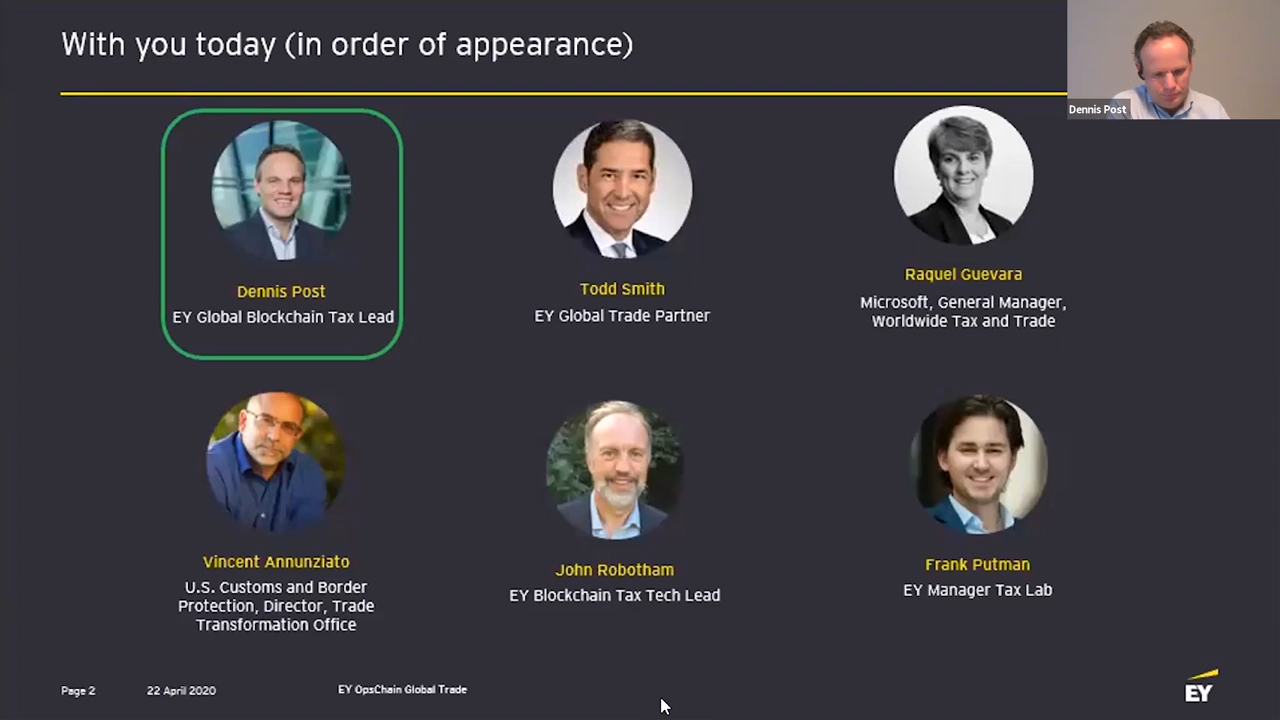 With you today (in order of appearance)
Dennis Post
Dennis Post
EY Global Blockchain Tax Lead
Todd Smith
EY Global Trade Partner
Raquel Guevara
Microsoft, General Manager,
Worldwide Tax and Trade
Vincent Annunziato
U.S. Customs and Border
Protection, Director, Trade
Transformation Office
John Robotham
EY Blockchain Tax Tech Lead
Frank Putman
EY Manager Tax Lab
Page 2
22 April 2020
EY OpsChain Global Trade
EY